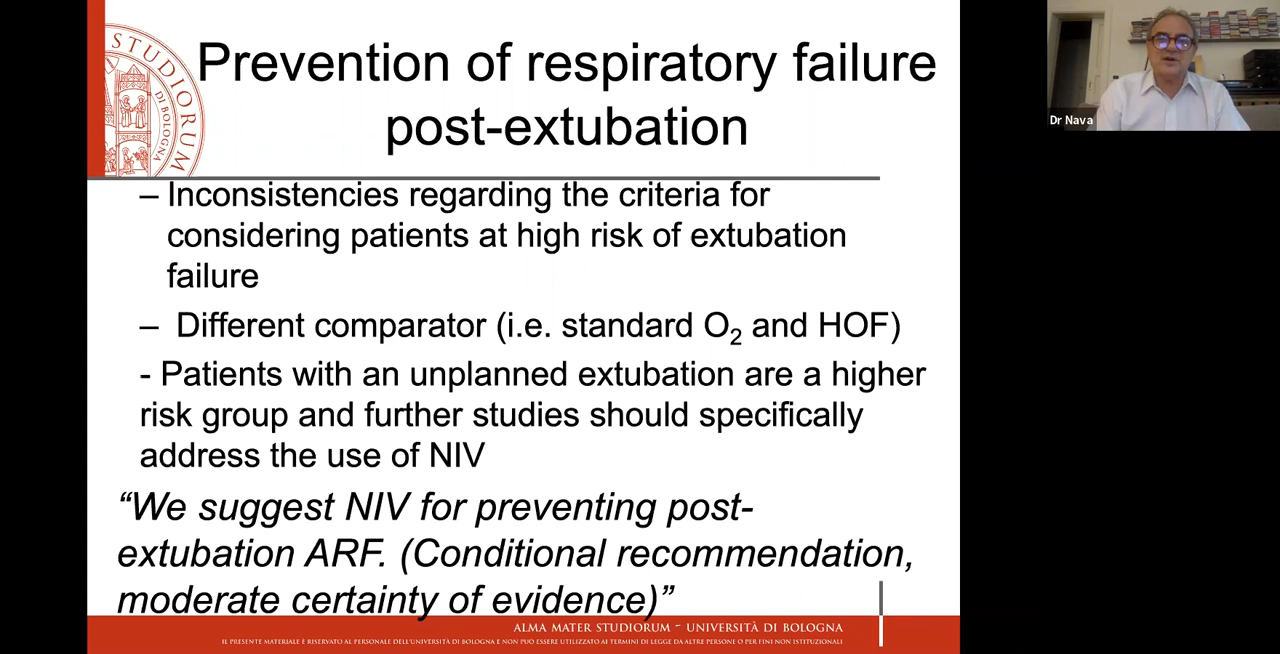 STUDIORUM
DI BOLOGNA
Prevention of respiratory failure
post-extubation
– Inconsistencies regarding the criteria for
considering patients at high risk of extubation
failure
– Different comparator (i.e. standard O₂ and HOF)
- Patients with an unplanned extubation are a higher
risk group and further studies should specifically
address the use of NIV
“We suggest NIV for preventing post-
extubation ARF. (Conditional recommendation,
moderate certainty of evidence)”
ALMA MATER STUDIORUM ~ UNIVERSITÀ DI BOLOGNA
IL PRESENTE MATERIALE È RISERVATO AL PERSONALE DELL'UNIVERSITÀ DI BOLOGNA E NON PUÒ ESSERE UTILIZZATO AI TERMINI DI LEGGE DA ALTRE PERSONE O PER FINI NON ISTITUZIONALI
Dr Nava